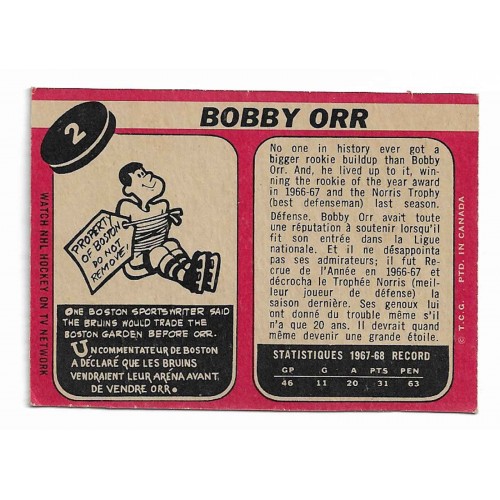 2
BOBBY ORR
WATCH NHL HOCKEY ON TV NETWORK
PROPERTY
OF BOSTON
DO NOT
REMOVE!
ONE BOSTON SPORTSWRITER SAID
THE BRUINS WOULD TRADE THE
BOSTON GARDEN BEFORE ORR.
UN COMMENTATEUR DE BOSTON
A DÉCLARÉ QUE LES BRUINS
VENDRAIENT LEUR ARÉNA AVANT
DE VENDRE ORR.
No one in history ever got a
bigger rookie buildup than Bobby
Orr. And, he lived up to it, win-
ning the rookie of the year award
in 1966-67 and the Norris Trophy
(best defenseman) last season.
Défense. Bobby Orr avait toute
une réputation à soutenir lorsqu'il
fit son entrée dans la Ligue
nationale. Et il ne désappointa
pas ses admirateurs; il fut Re-
crue de l'Année en 1966-67 et
décrocha le Trophée Norris (meil-
leur joueur de défense) la
saison dernière. Ses genoux lui
ont donné du trouble même s'il
n'a que 20 ans. Il devrait quand
même devenir une grande étoile.
STATISTIQUES 1967-68 RECORD
GP G A PTS PEN
46 11 20 31 63
© T.C.G. PTD. IN CANADA